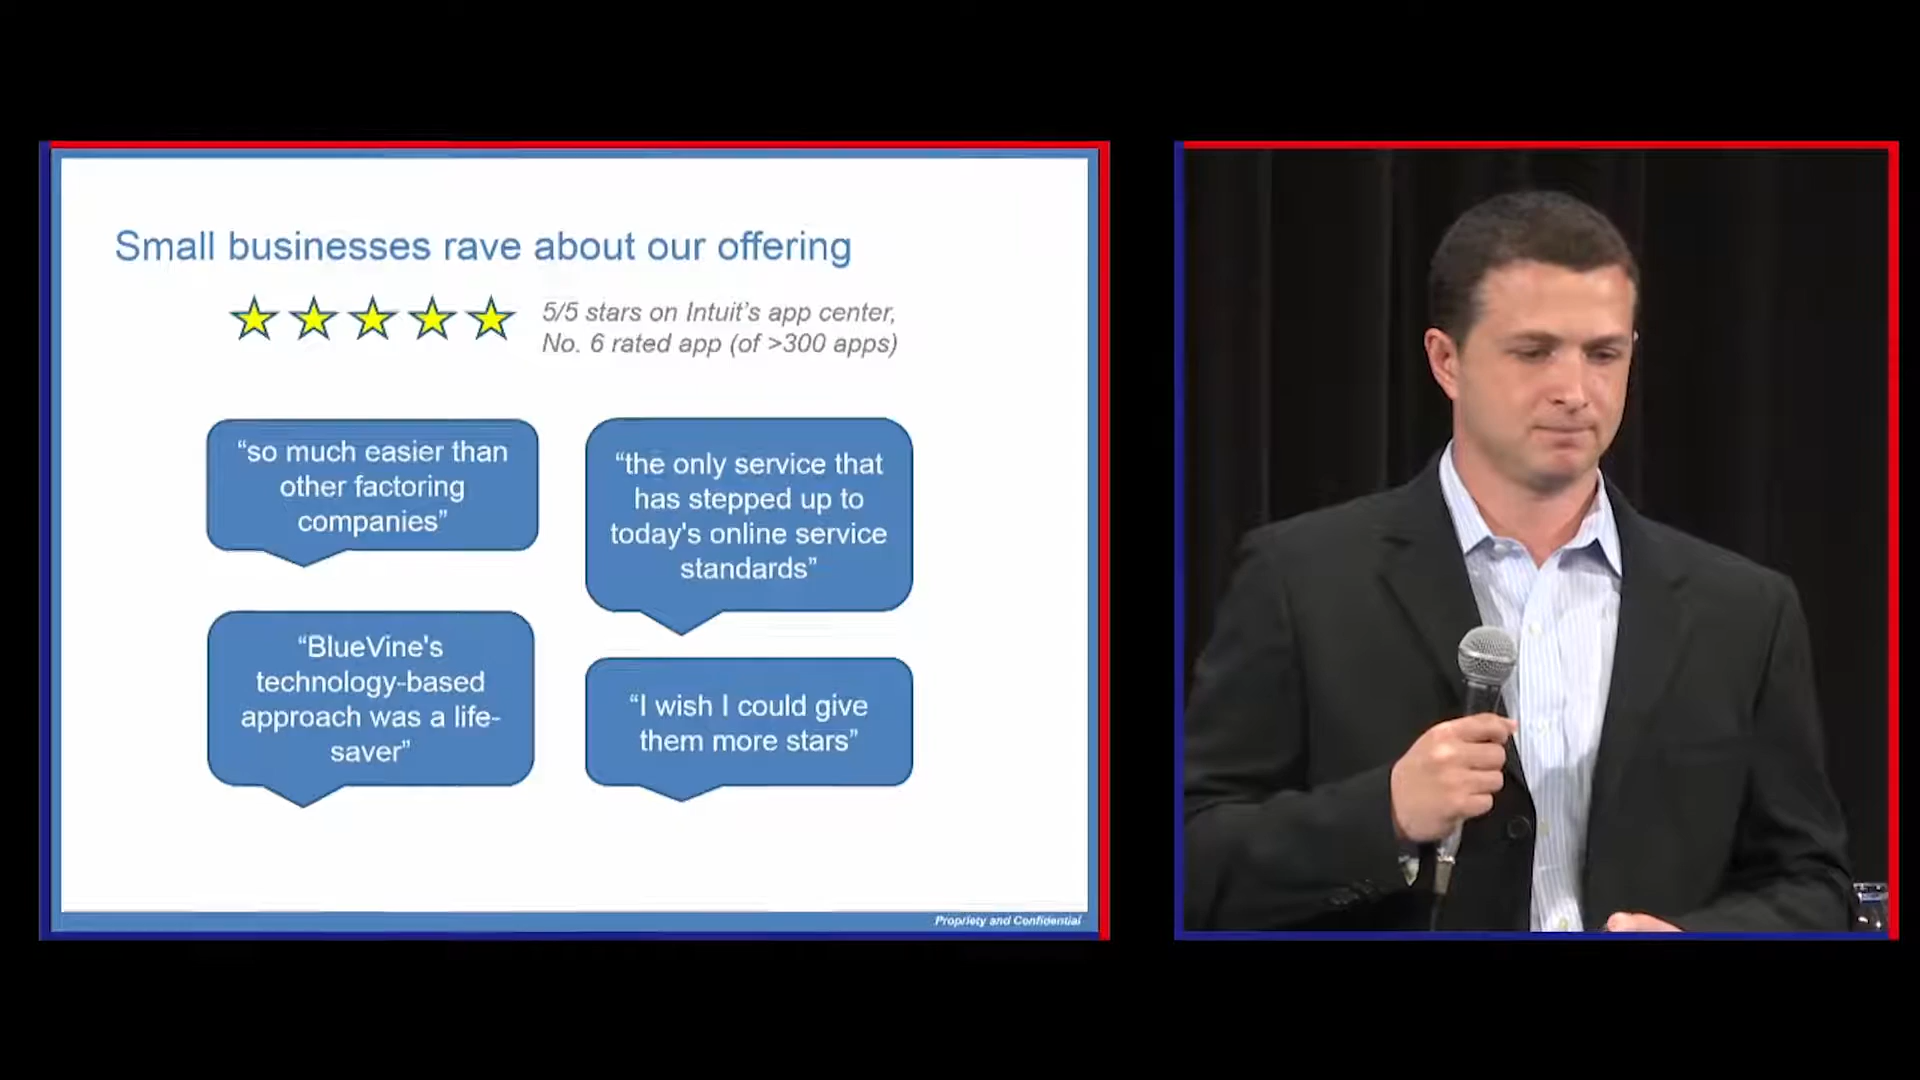 Small businesses rave about our offering
5/5 stars on Intuit's app center,
No. 6 rated app (of >300 apps)
“so much easier than
other factoring
companies”
“the only service that
has stepped up to
today's online service
standards”
“BlueVine's
technology-based
approach was a life-
saver”
“I wish I could give
them more stars”
Propriety and Confidential